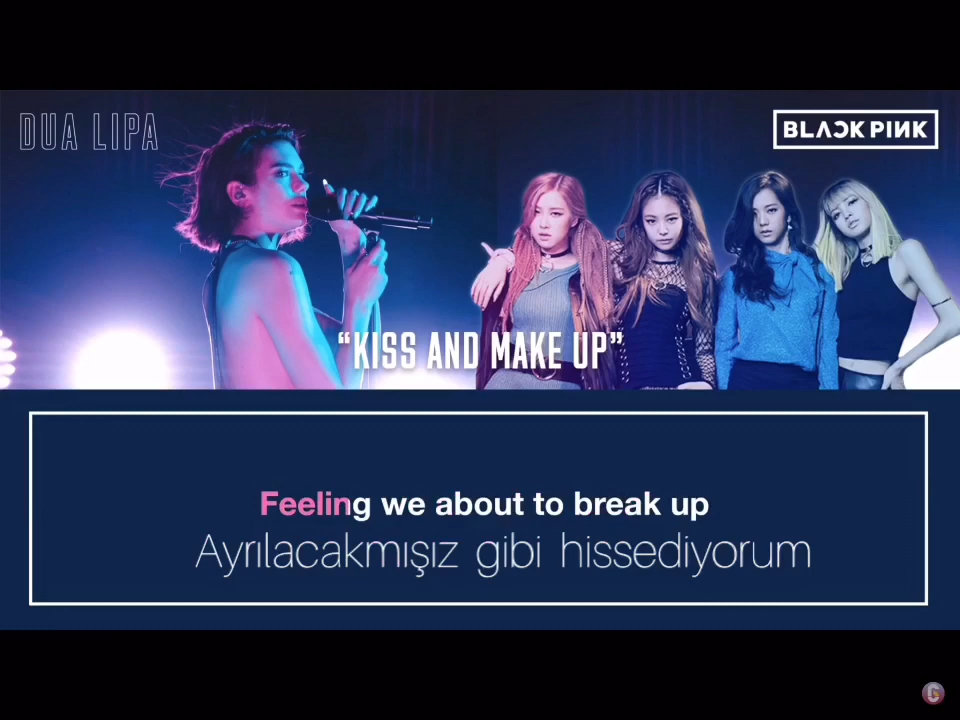 DUA LIPA
BLACKPINK
“KISS AND MAKE UP”
Feeling we about to break up
Ayrılacakmışız gibi hissediyorum